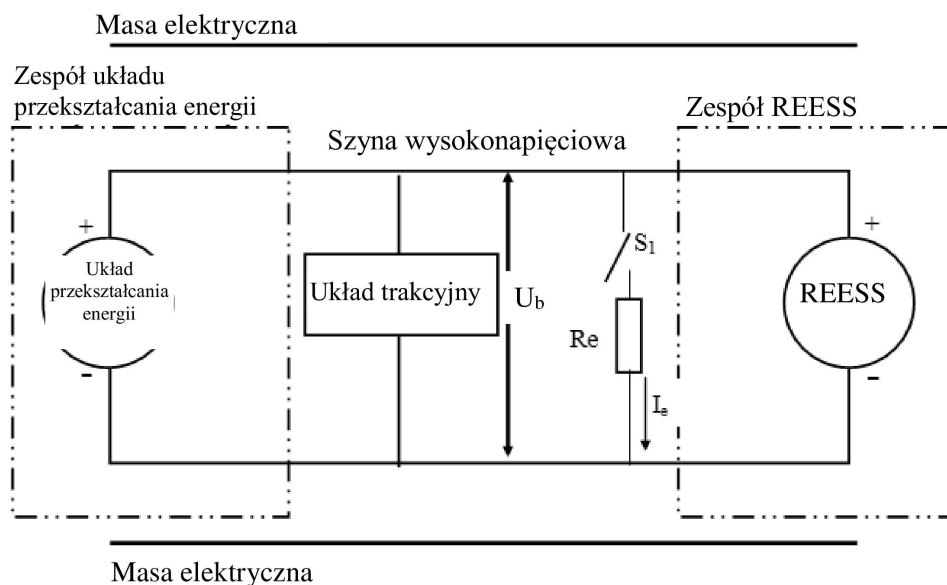 Masa elektryczna
Zespół układu
przekształcania energii
Zespół REESS
Szyna wysokonapięciowa
+
+
S1
Układ
przekształcania
energii
Układ trakcyjny
Ub
Re
REESS
-
-
Ie
Masa elektryczna